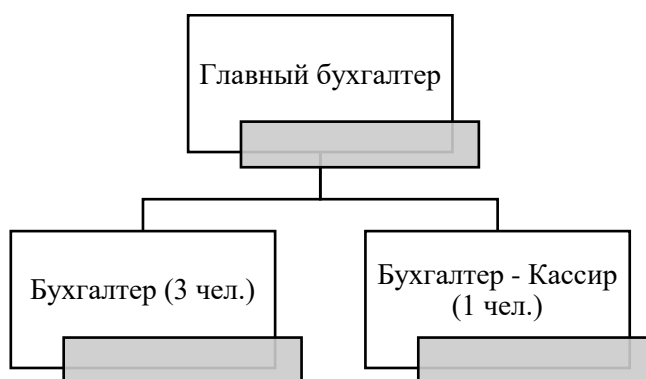 Главный бухгалтер
Бухгалтер (3 чел.)
Бухгалтер - Кассир
(1 чел.)